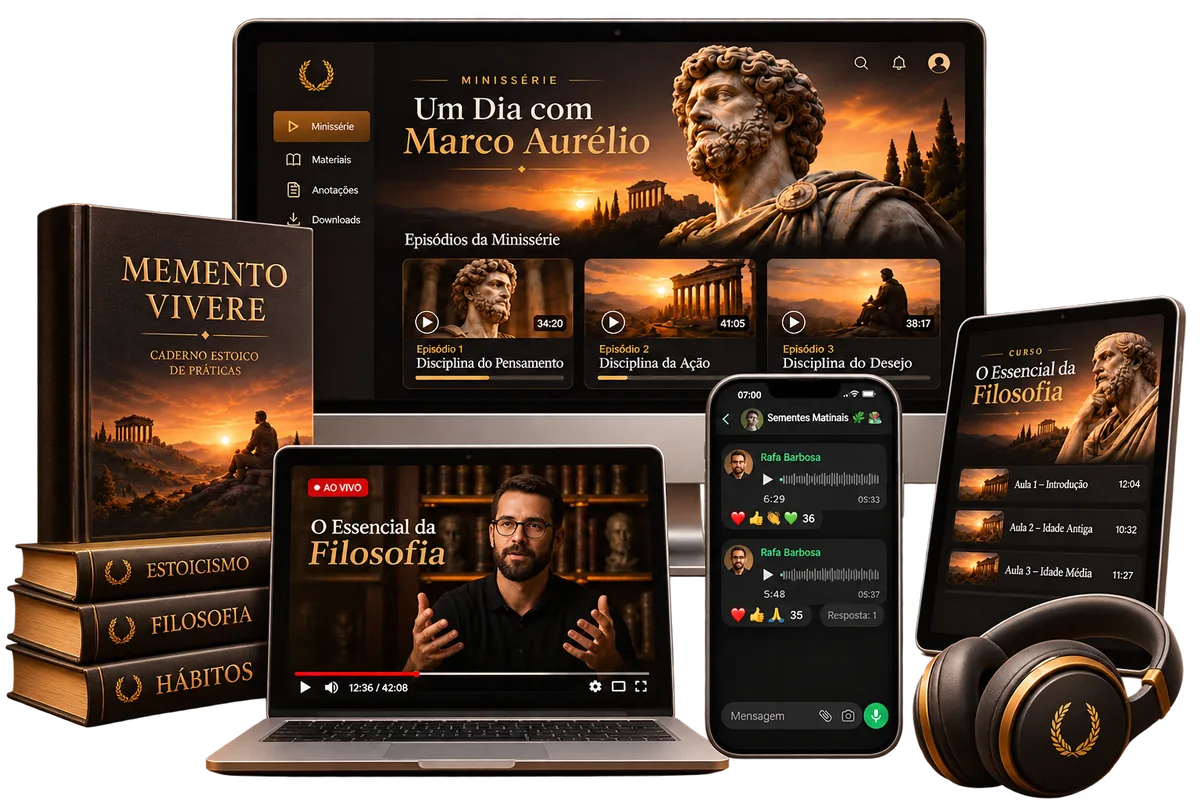 MINISSÉRIE
Um Dia com
Marco Aurélio
Minissérie
Materiais
Anotações
Downloads
Episódios da Minissérie
34:20
Episódio 1
Disciplina do Pensamento
41:05
Episódio 2
Disciplina da Ação
38:17
Episódio 3
Disciplina do Desejo
MEMENTO
VIVERE
CADERNO ESTOICO
DE PRÁTICAS
ESTOICISMO
FILOSOFIA
HÁBITOS
AO VIVO
O Essencial da
Filosofia
12:36 / 42:08
07:00
Sementes Matinais
Rafa Barbosa
6:29 05:33
36
Rafa Barbosa
5:48 05:37
35 Resposta: 1
Mensagem
CURSO
O Essencial da
Filosofia
Aula 1 – Introdução 12:04
Aula 2 – Idade Antiga 10:32
Aula 3 – Idade Média 11:27